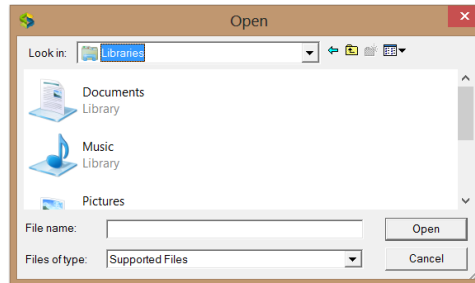 Open
Look in: Libraries
Documents
Library
Music
Library
Pictures
File name:
Open
Files of type: Supported Files
Cancel